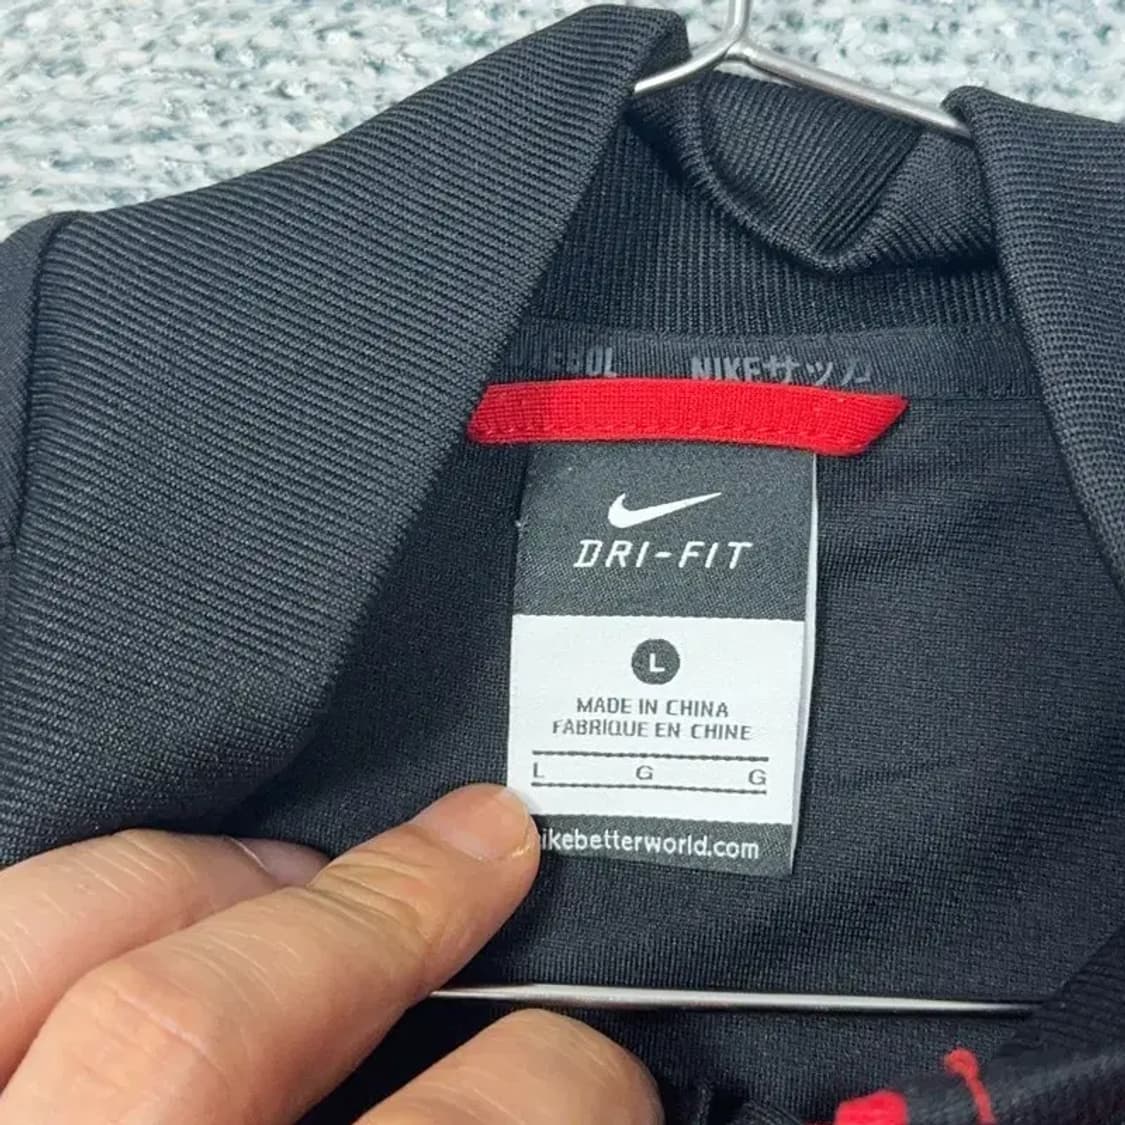 NIKEサッカ
DRI-FIT
L
MADE IN CHINA
FABRIQUE EN CHINE
L G G
ikebetterworld.com